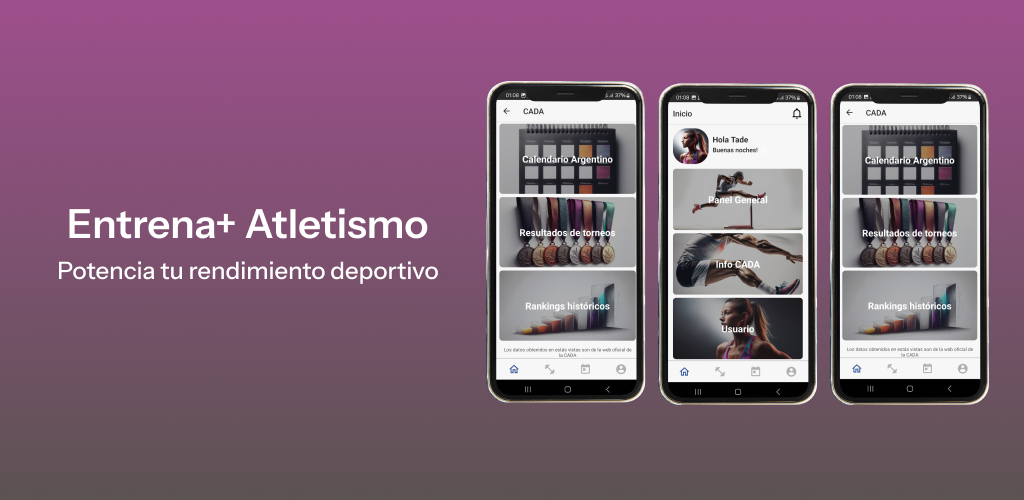 Entrena+ Atletismo
Potencia tu rendimiento deportivo
01:08
37%
CADA
Calendario Argentino
Resultados de torneos
Rankings históricos
Los datos obtenidos en estas vistas son de la web oficial de
la CADA
01:08
37%
Inicio
Hola Tade
Buenas noches!
Panel General
Info CADA
Usuario
01:08
37%
CADA
Calendario Argentino
Resultados de torneos
Rankings históricos
Los datos obtenidos en estas vistas son de la web oficial de
la CADA